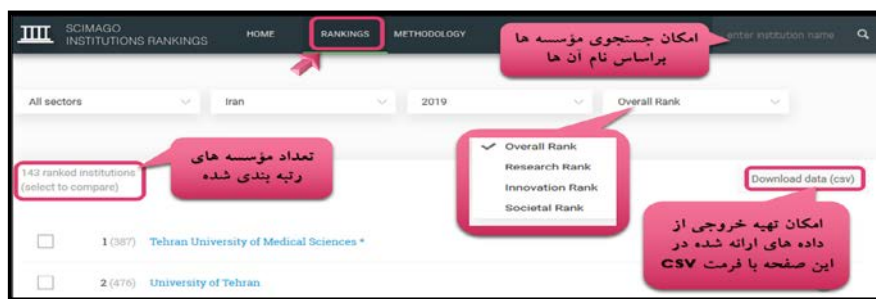 SCIMAGO
INSTITUTIONS RANKINGS
HOME
RANKINGS
METHODOLOGY
امکان جستجوی مؤسسه ها
براساس نام آن ها
enter institution name
All sectors
Iran
2019
Overall Rank
Overall Rank
Research Rank
Innovation Rank
Societal Rank
143 ranked institutions
(select to compare)
تعداد مؤسسه های
رتبه بندی شده
Download data (csv)
امکان تهیه خروجی از
داده های ارائه شده در
این صفحه با فرمت CSV
1 (387) Tehran University of Medical Sciences *
2 (476) University of Tehran